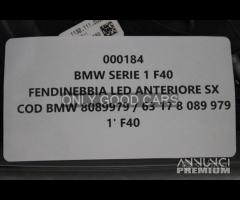 000184
BMW SERIE 1 F40
FENDINEBBIA LED ANTERIORE SX
ONLY GOOD CARS
COD BMW 8089979 / 63 17 8 089 979
1' F40
ANNUNCI
PREMIUM